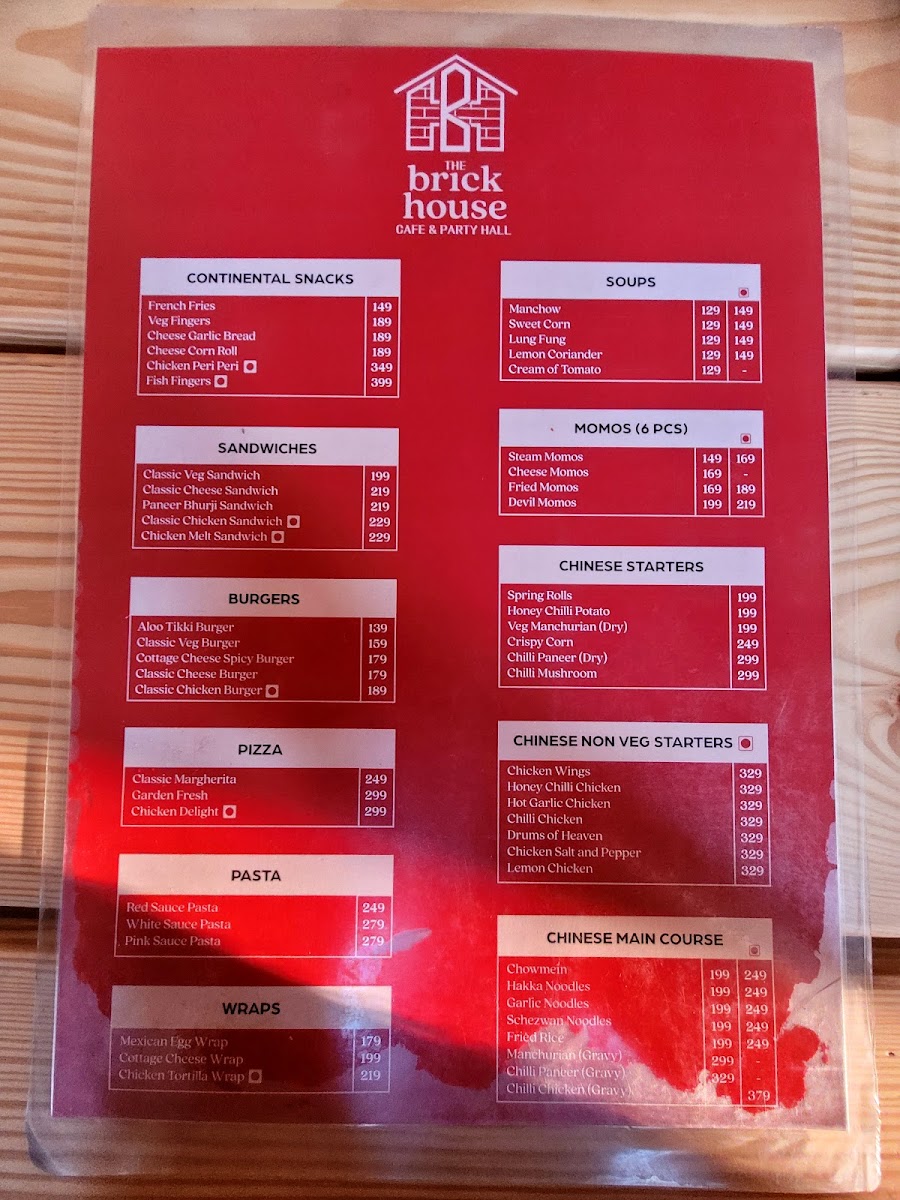 THE
brick
house
CAFE & PARTY HALL
CONTINENTAL SNACKS
French Fries 149
Veg Fingers 189
Cheese Garlic Bread 189
Cheese Corn Roll 189
Chicken Peri Peri 349
Fish Fingers 399
SANDWICHES
Classic Veg Sandwich 199
Classic Cheese Sandwich 219
Paneer Bhurji Sandwich 219
Classic Chicken Sandwich 229
Chicken Melt Sandwich 229
BURGERS
Aloo Tikki Burger 139
Classic Veg Burger 159
Cottage Cheese Spicy Burger 179
Classic Cheese Burger 179
Classic Chicken Burger 189
PIZZA
Classic Margherita 249
Garden Fresh 299
Chicken Delight 299
PASTA
Red Sauce Pasta 249
White Sauce Pasta 279
Pink Sauce Pasta 279
WRAPS
Mexican Egg Wrap 179
Cottage Cheese Wrap 199
Chicken Tortilla Wrap 219
SOUPS
Manchow 129 149
Sweet Corn 129 149
Lung Fung 129 149
Lemon Coriander 129 149
Cream of Tomato 129 -
MOMOS (6 PCS)
Steam Momos 149 169
Cheese Momos 169 -
Fried Momos 169 189
Devil Momos 199 219
CHINESE STARTERS
Spring Rolls 199
Honey Chilli Potato 199
Veg Manchurian (Dry) 199
Crispy Corn 249
Chilli Paneer (Dry) 299
Chilli Mushroom 299
CHINESE NON VEG STARTERS
Chicken Wings 329
Honey Chilli Chicken 329
Hot Garlic Chicken 329
Chilli Chicken 329
Drums of Heaven 329
Chicken Salt and Pepper 329
Lemon Chicken 329
CHINESE MAIN COURSE
Chowmein 199 249
Hakka Noodles 199 249
Garlic Noodles 199 249
Schezwan Noodles 199 249
Fried Rice 199 249
Manchurian (Gravy) 299 -
Chilli Paneer (Gravy) 329 -
Chilli Chicken (Gravy) 379